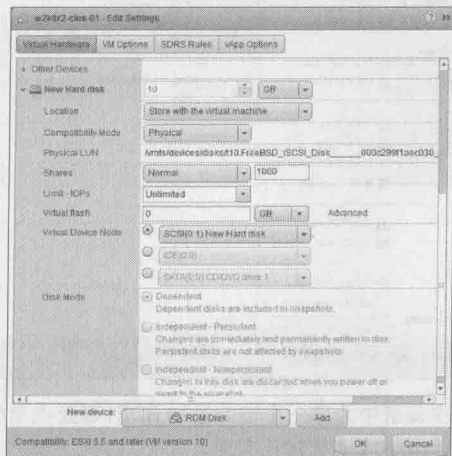 w2k8r2-clus-01 - Edit Settings
Virtual Hardware
VM Options
SDRS Rules
vApp Options
Other Devices
New Hard disk
10
GB
Location
Store with the virtual machine
Compatibility Mode
Physical
Physical LUN
/vmfs/devices/disks/t10.FreeBSD_iSCSI_Disk______000c299f1aec030_
Shares
Normal
1000
Limit - IOPs
Unlimited
Virtual flash
0
GB
Advanced
Virtual Device Node
SCSI(0:1) New Hard disk
IDE(0:0)
SATA(0:0) CD/DVD drive 1
Disk Mode
Dependent
Dependent disks are included in snapshots.
Independent - Persistent
Changes are immediately and permanently written to disk.
Persistent disks are not affected by snapshots.
Independent - Nonpersistent
Changes to this disk are discarded when you power off or
revert to the snapshot.
New device:
RDM Disk
Add
Compatibility: ESXi 5.5 and later (VM version 10)
OK
Cancel